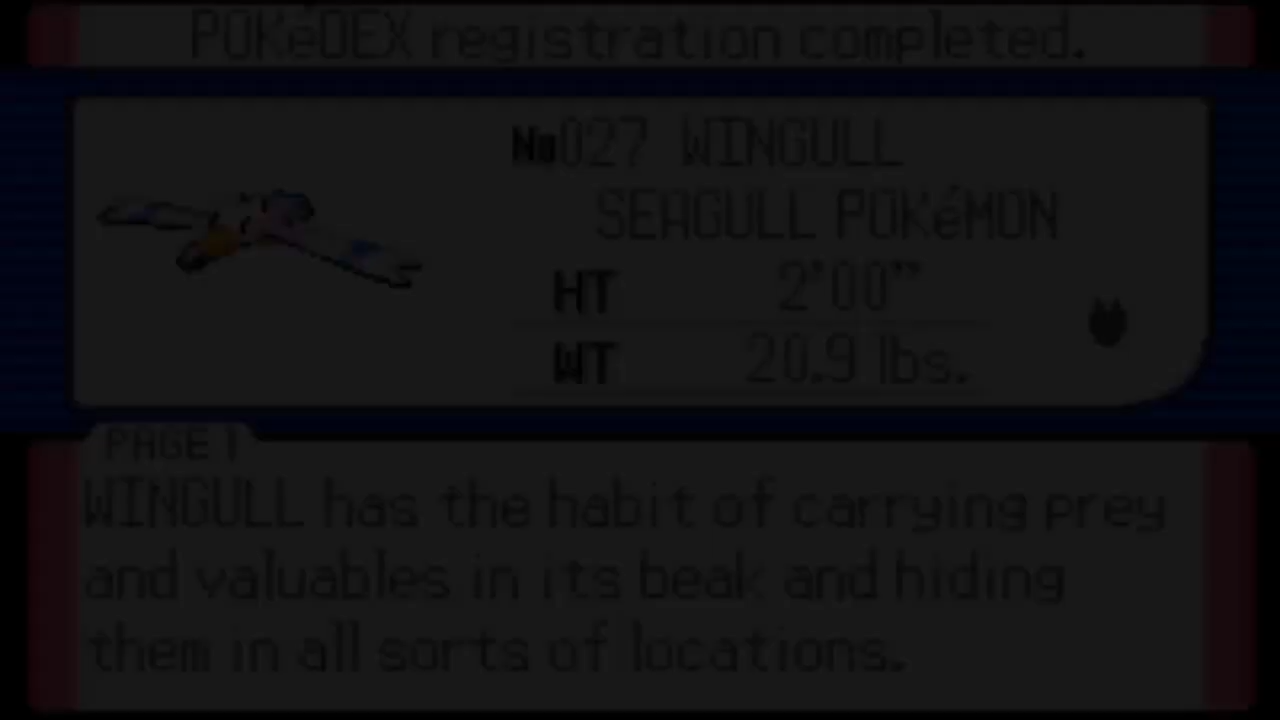 POKéDEX registration completed.
No027 WINGULL
SEAGULL POKéMON
HT 2'00"
WT 20.9 lbs.
PAGE 1
WINGULL has the habit of carrying prey
and valuables in its beak and hiding
them in all sorts of locations.